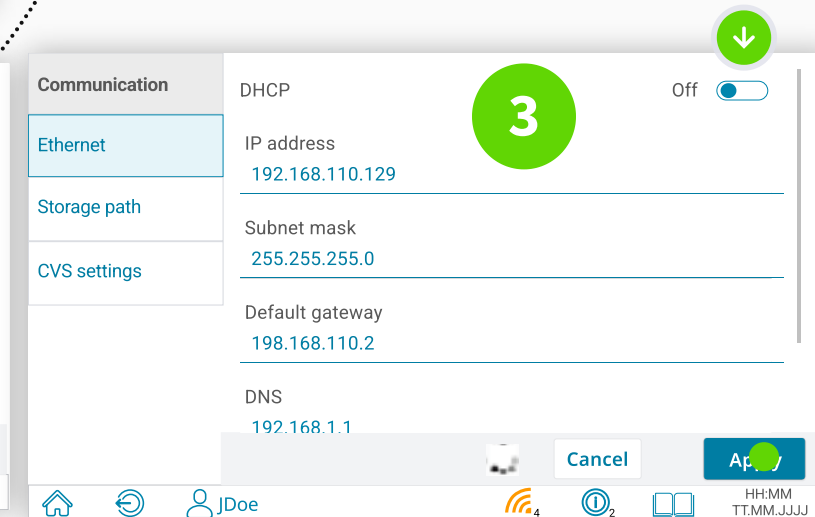 Communication
Ethernet
Storage path
CVS settings
DHCP
Off
3
IP address
192.168.110.129
Subnet mask
255.255.255.0
Default gateway
198.168.110.2
DNS
192.168.1.1
Cancel
JDoe
4
2
HH:MM
TT.MM.JJJJ